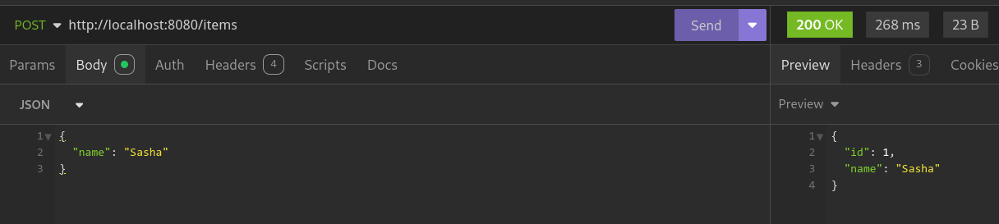 POST http://localhost:8080/items Send 200 OK 268 ms 23 B
Params Body Auth Headers 4 Scripts Docs Preview Headers 3 Cookies
JSON Preview
1 { 1 {
2 "name": "Sasha" 2 "id": 1,
3 } 3 "name": "Sasha"
4 }